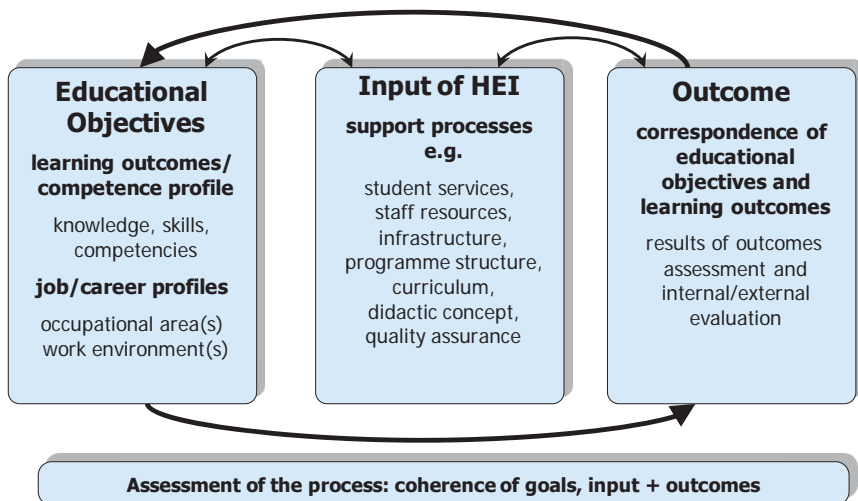 Educational
Objectives
learning outcomes/
competence profile
knowledge, skills,
competencies
job/career profiles
occupational area(s)
work environment(s)
Input of HEI
support processes
e.g.
student services,
staff resources,
infrastructure,
programme structure,
curriculum,
didactic concept,
quality assurance
Outcome
correspondence of
educational
objectives and
learning outcomes
results of outcomes
assessment and
internal/external
evaluation
Assessment of the process: coherence of goals, input + outcomes